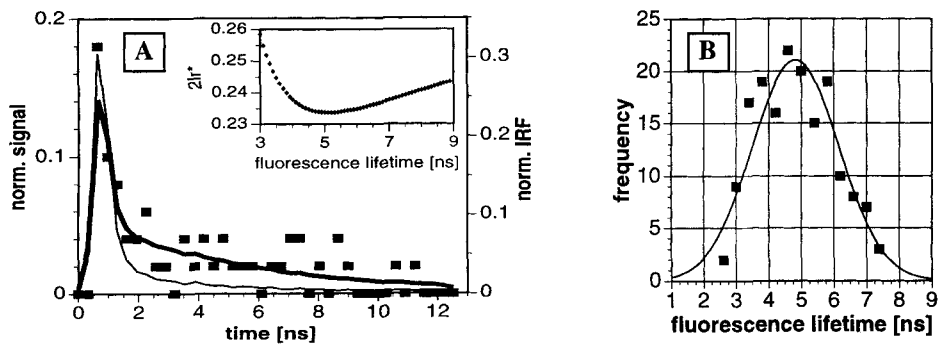 A
norm. signal
0.2
0.1
0
0 2 4 6 8 10 12
time [ns]
norm. IRF
0.3
0.2
0.1
0
2Ir*
0.26
0.25
0.24
0.23
3 5 7 9
fluorescence lifetime [ns]
B
frequency
25
20
15
10
5
0
1 2 3 4 5 6 7 8 9
fluorescence lifetime [ns]